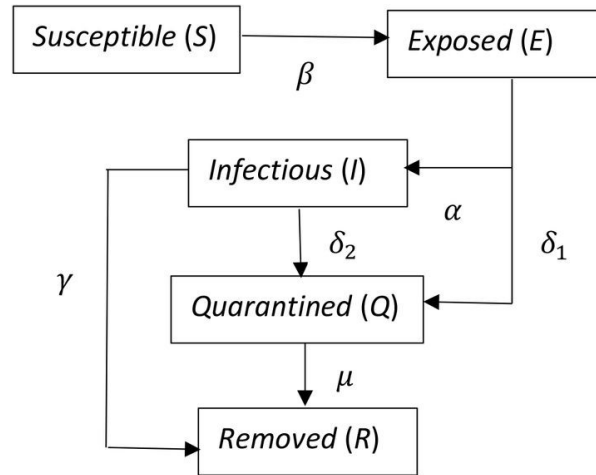 Susceptible (S)
Exposed (E)
β
Infectious (I)
α
δ₂
δ₁
γ
Quarantined (Q)
μ
Removed (R)